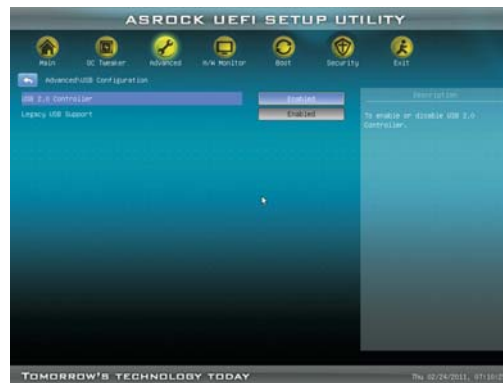 ASROCK UEFI SETUP UTILITY
Main OC Tweaker Advanced H/W Monitor Boot Security Exit
Advanced\USB Configuration
USB 2.0 Controller Enabled
Legacy USB Support Enabled
Description
To enable or disable USB 2.0
Controller.
TOMORROW'S TECHNOLOGY TODAY
Thu 02/24/2011,